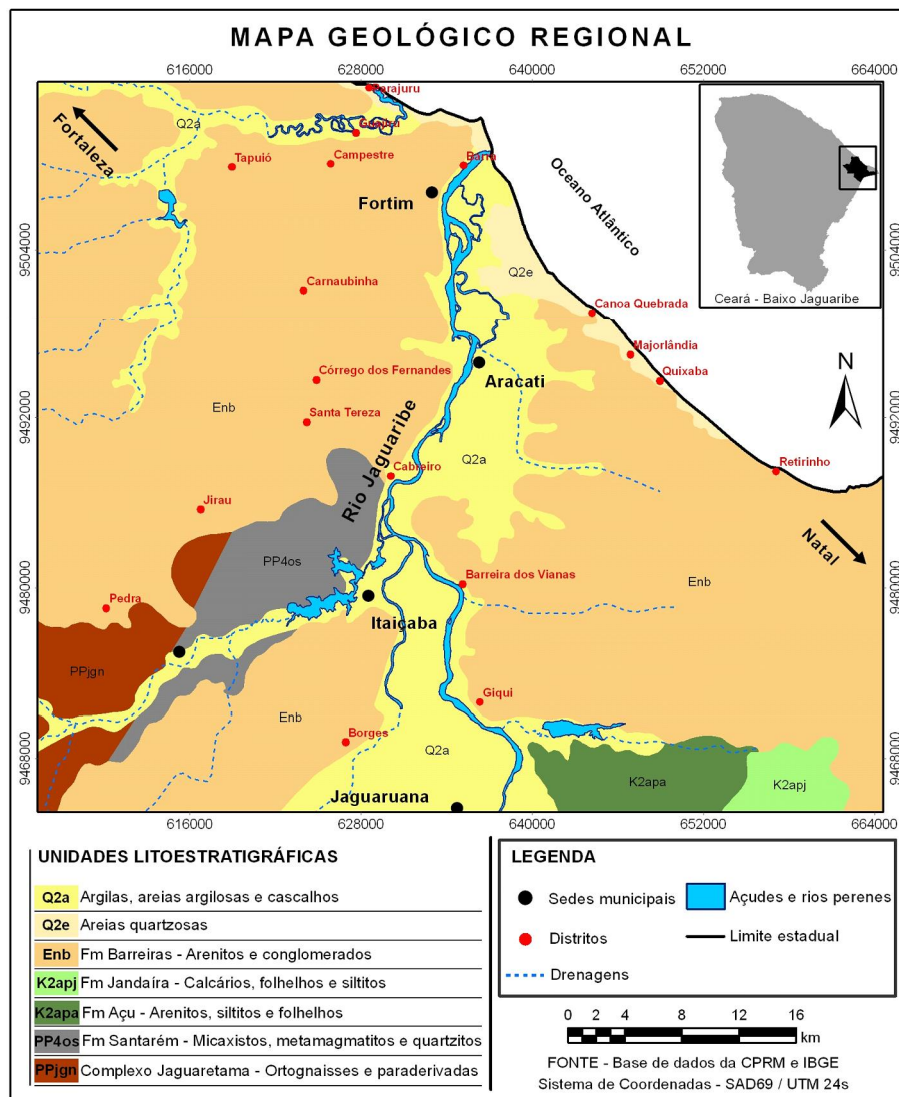 MAPA GEOLÓGICO REGIONAL
616000 628000 640000 652000 664000
Parajuru
Q2a
Guajiru
Fortaleza
Tapuió
Campestre
Barra
Oceano Atlântico
Fortim
9504000
9504000
Q2e
Carnaubinha
Ceará - Baixo Jaguaribe
Canoa Quebrada
Majorlândia
N
Quixaba
Córrego dos Fernandes
Aracati
Enb
9492000
9492000
Santa Tereza
Rio Jaguaribe
Q2a
Cabreiro
Retirinho
Jirau
Natal
PP4os
Enb
9480000
9480000
Barreira dos Vianas
Pedra
Itaiçaba
PPjgn
Giqui
Enb
Borges
Q2a
9468000
9468000
K2apa
K2apj
Jaguaruana
616000 628000 640000 652000 664000
UNIDADES LITOESTRATIGRÁFICAS
Q2a Argilas, areias argilosas e cascalhos
Q2e Areias quartzosas
Enb Fm Barreiras - Arenitos e conglomerados
K2apj Fm Jandaíra - Calcários, folhelhos e siltitos
K2apa Fm Açu - Arenitos, siltitos e folhelhos
PP4os Fm Santarém - Micaxistos, metamagmatitos e quartzitos
PPjgn Complexo Jaguaretama - Ortognaisses e paraderivadas
LEGENDA
Sedes municipais
Açudes e rios perenes
Distritos
Limite estadual
Drenagens
0 2 4 8 12 16
km
FONTE - Base de dados da CPRM e IBGE
Sistema de Coordenadas - SAD69 / UTM 24s